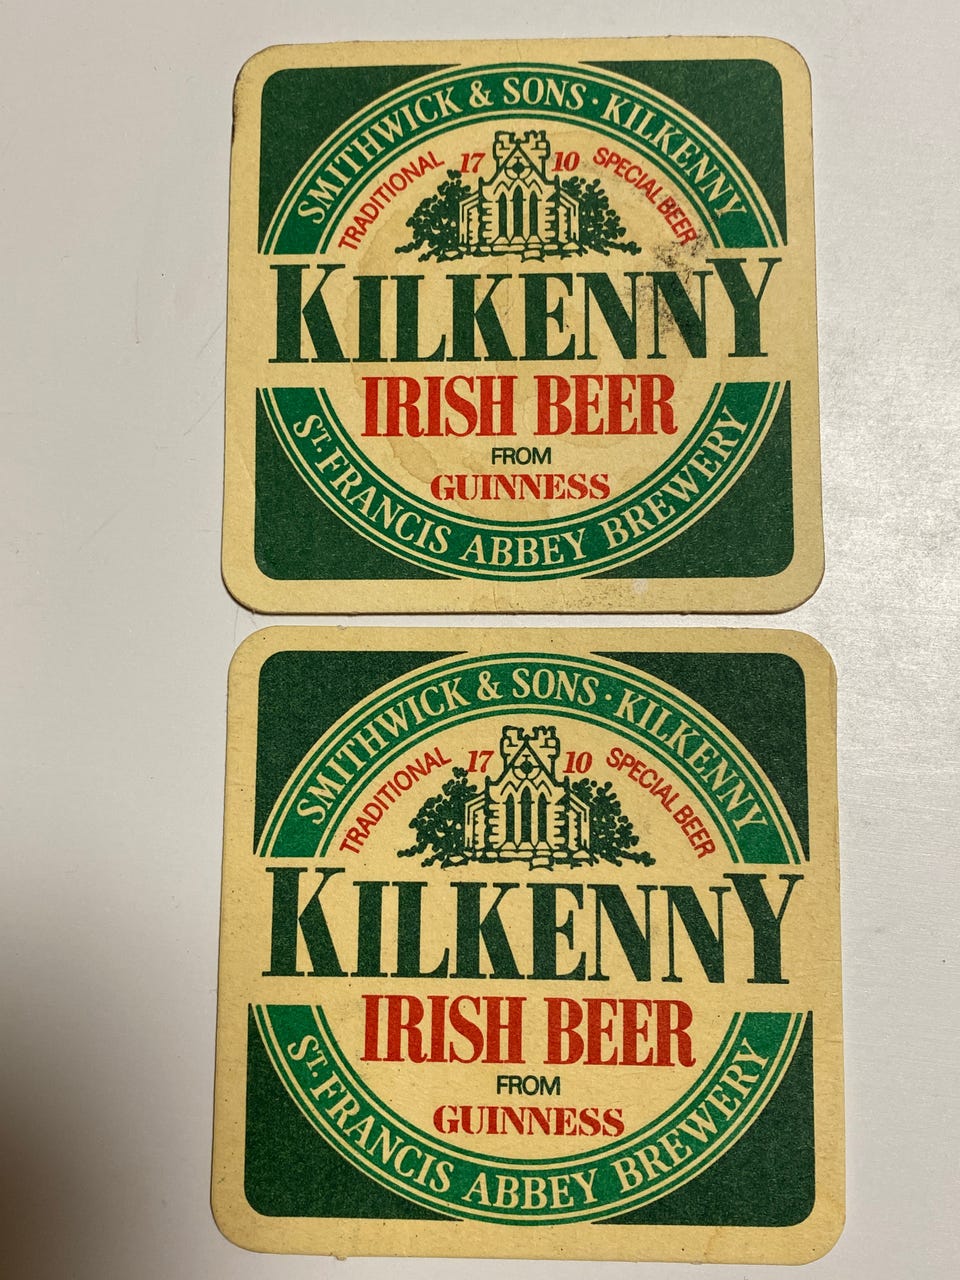 SMITHWICK & SONS · KILKENNY
TRADITIONAL 17 10 SPECIAL BEER
KILKENNY
IRISH BEER
FROM
GUINNESS
ST. FRANCIS ABBEY BREWERY
SMITHWICK & SONS · KILKENNY
TRADITIONAL 17 10 SPECIAL BEER
KILKENNY
IRISH BEER
FROM
GUINNESS
ST. FRANCIS ABBEY BREWERY